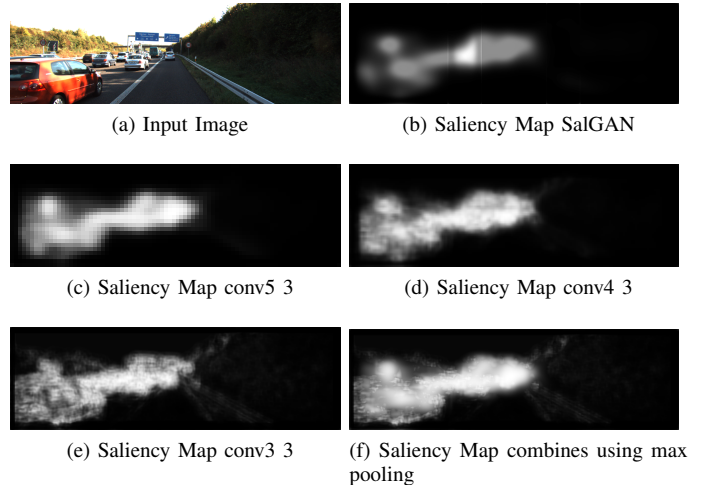 (a) Input Image
(b) Saliency Map SalGAN
(c) Saliency Map conv5 3
(d) Saliency Map conv4 3
(e) Saliency Map conv3 3
(f) Saliency Map combines using max
pooling